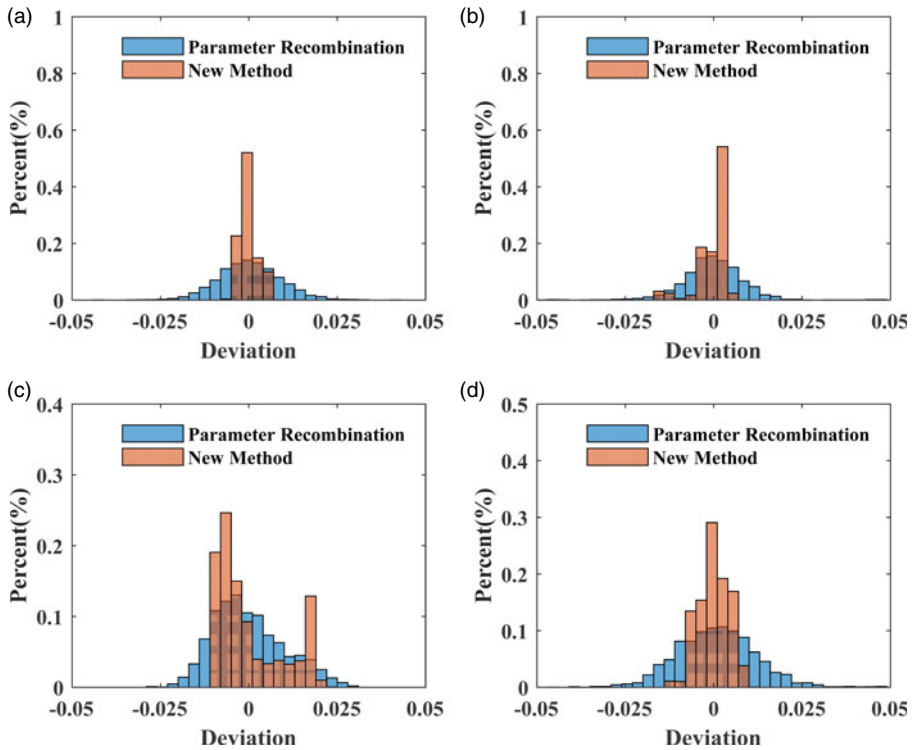 (a)
1
0.8
0.6
0.4
0.2
0
Percent(%)
Parameter Recombination
New Method
-0.05 -0.025 0 0.025 0.05
Deviation
(b)
1
0.8
0.6
0.4
0.2
0
Percent(%)
Parameter Recombination
New Method
-0.05 -0.025 0 0.025 0.05
Deviation
(c)
0.4
0.3
0.2
0.1
0
Percent(%)
Parameter Recombination
New Method
-0.05 -0.025 0 0.025 0.05
Deviation
(d)
0.5
0.4
0.3
0.2
0.1
0
Percent(%)
Parameter Recombination
New Method
-0.05 -0.025 0 0.025 0.05
Deviation